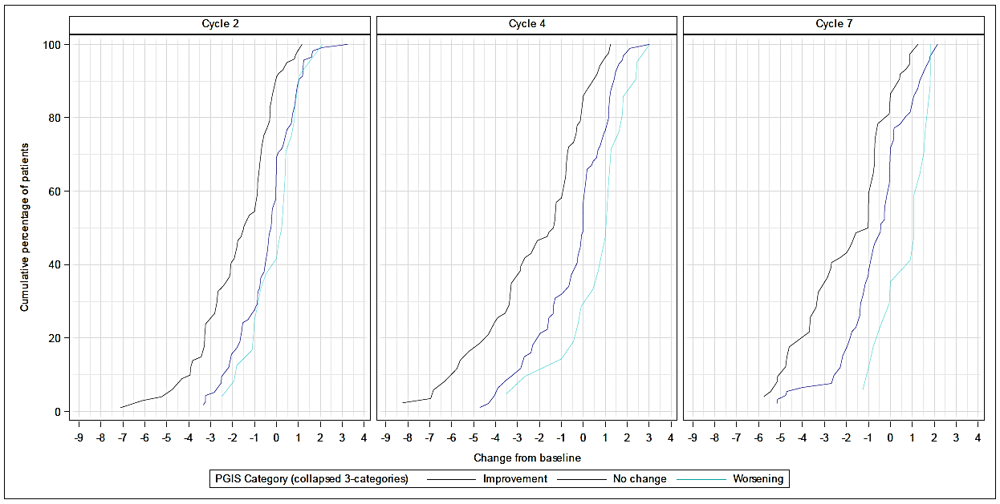 Cycle 2 Cycle 4 Cycle 7
100
80
60
40
20
0
Cumulative percentage of patients
-9 -8 -7 -6 -5 -4 -3 -2 -1 0 1 2 3 4 -9 -8 -7 -6 -5 -4 -3 -2 -1 0 1 2 3 4 -9 -8 -7 -6 -5 -4 -3 -2 -1 0 1 2 3 4
Change from baseline
PGIS Category (collapsed 3-categories) Improvement No change Worsening